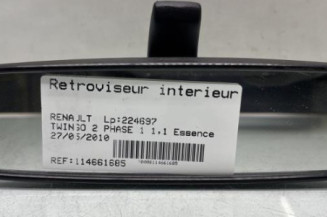 Retroviseur interieur
RENAULT Lp:224697
TWINGO 2 PHASE 1 1.1 Essence
27/05/2010
REF:114661685